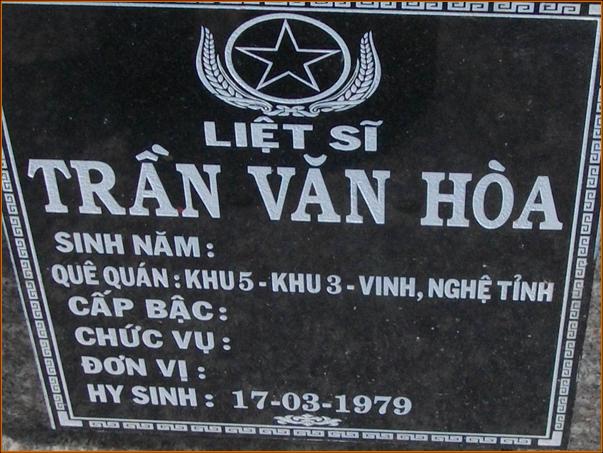 LIỆT SĨ
TRẦN VĂN HÒA
SINH NĂM :
QUÊ QUÁN : KHU 5 - KHU 3 - VINH, NGHỆ TỈNH
CẤP BẬC :
CHỨC VỤ :
ĐƠN VỊ :
HY SINH : 17-03-1979